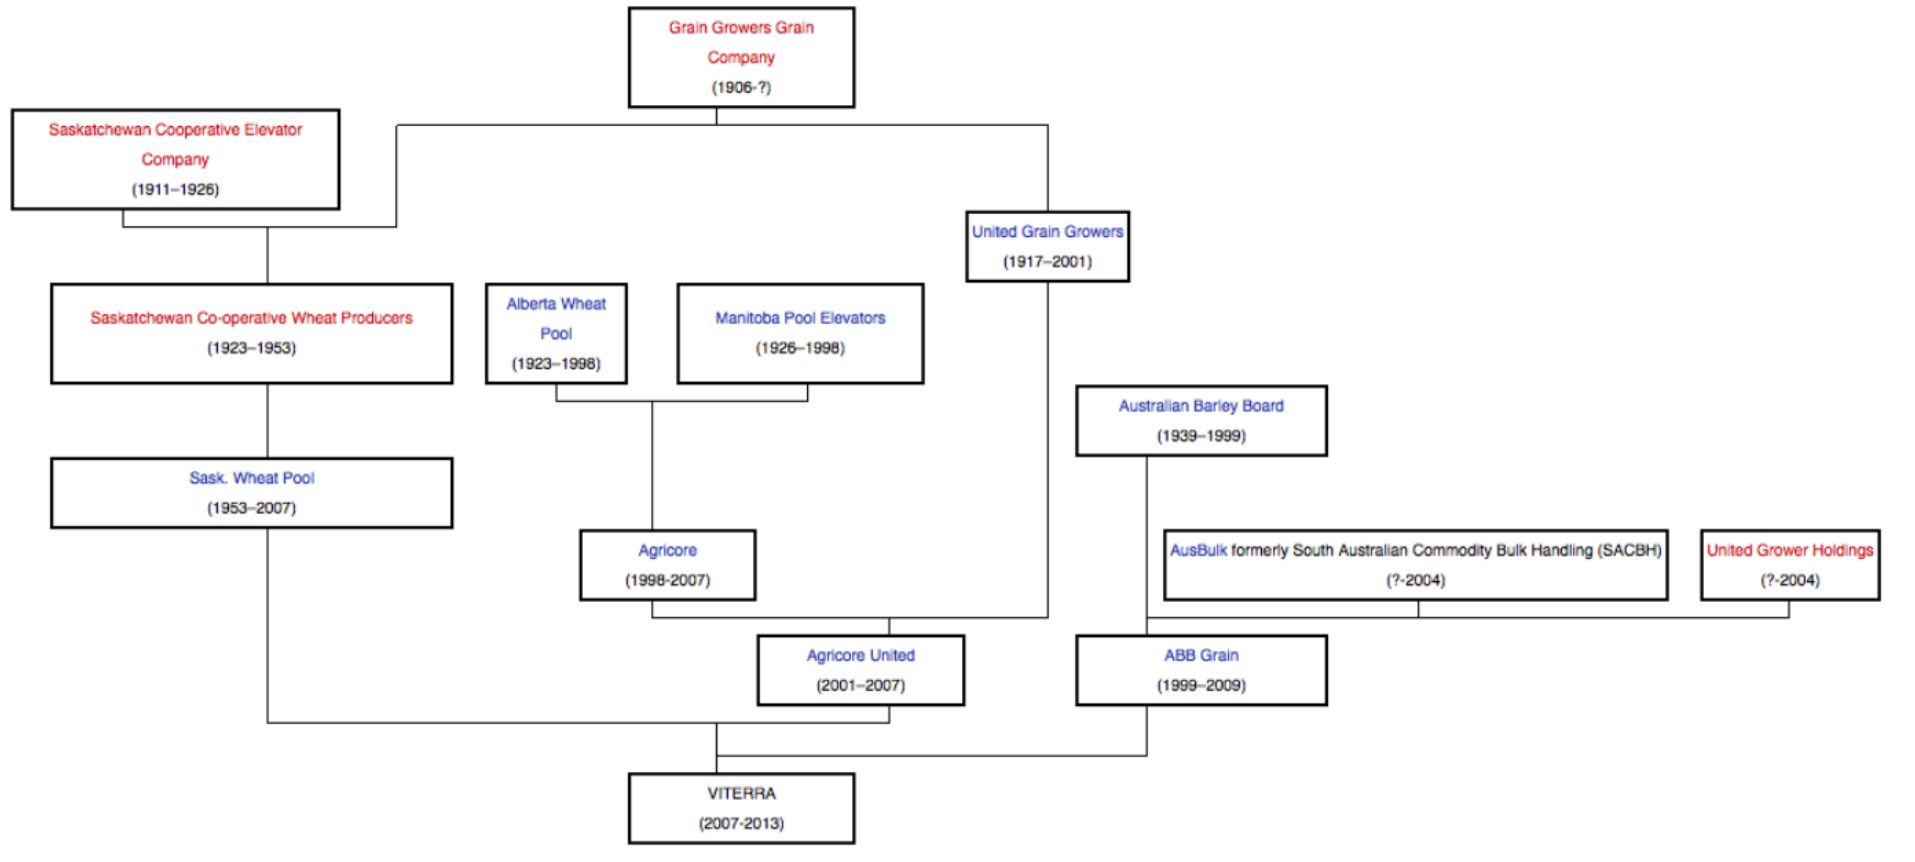 Grain Growers Grain
Company
(1906-?)
Saskatchewan Cooperative Elevator
Company
(1911–1926)
United Grain Growers
(1917–2001)
Saskatchewan Co-operative Wheat Producers
(1923–1953)
Alberta Wheat
Pool
(1923–1998)
Manitoba Pool Elevators
(1926–1998)
Australian Barley Board
(1939–1999)
Sask. Wheat Pool
(1953–2007)
Agricore
(1998-2007)
AusBulk formerly South Australian Commodity Bulk Handling (SACBH)
(?-2004)
United Grower Holdings
(?-2004)
Agricore United
(2001–2007)
ABB Grain
(1999–2009)
VITERRA
(2007-2013)